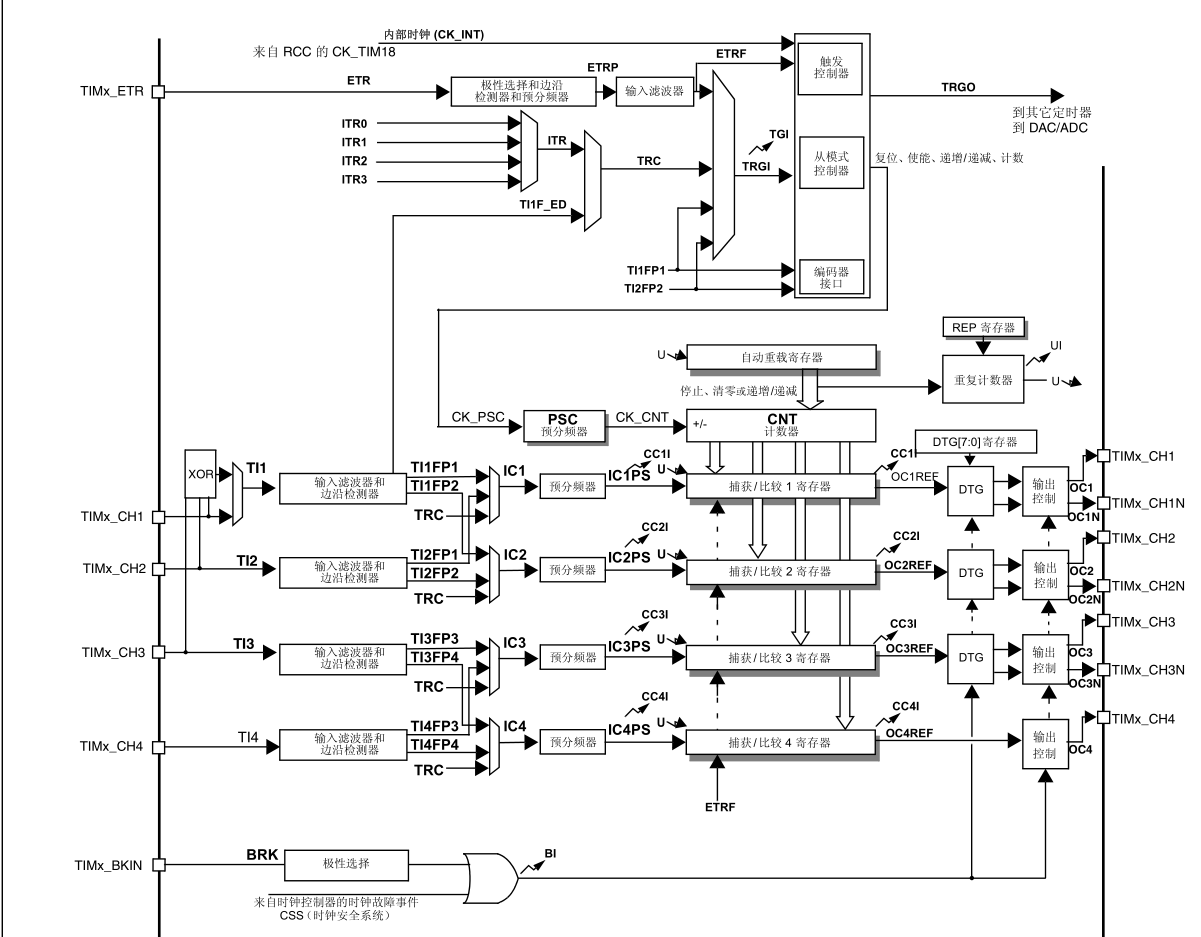 内部时钟 (CK_INT)
来自 RCC 的 CK_TIM18
ETRF
触发
控制器
ETRP
ETR
TIMx_ETR
极性选择和边沿
检测器和预分频器
输入滤波器
TRGO
到其它定时器
到 DAC/ADC
ITR0
ITR1
ITR2
ITR3
ITR
TRC
TGI
TRGI
从模式
控制器
复位、使能、递增/递减、计数
TI1F_ED
TI1FP1
TI2FP2
编码器
接口
REP 寄存器
U
自动重载寄存器
UI
停止、清零或递增/递减
重复计数器
U
CK_PSC
PSC
预分频器
CK_CNT
+/-
CNT
计数器
DTG[7:0]寄存器
XOR
TI1
输入滤波器和
边沿检测器
TI1FP1
TI1FP2
TRC
IC1
预分频器
CC1I
U
IC1PS
捕获/比较 1 寄存器
CC1I
OC1REF
DTG
输出
控制
OC1
OC1N
TIMx_CH1
TIMx_CH1N
TIMx_CH1
TIMx_CH2
TI2
输入滤波器和
边沿检测器
TI2FP1
TI2FP2
TRC
IC2
预分频器
CC2I
U
IC2PS
捕获/比较 2 寄存器
CC2I
OC2REF
DTG
输出
控制
OC2
OC2N
TIMx_CH2
TIMx_CH2N
TIMx_CH3
TI3
输入滤波器和
边沿检测器
TI3FP3
TI3FP4
TRC
IC3
预分频器
CC3I
U
IC3PS
捕获/比较 3 寄存器
CC3I
OC3REF
DTG
输出
控制
OC3
OC3N
TIMx_CH3
TIMx_CH3N
TIMx_CH4
TI4
输入滤波器和
边沿检测器
TI4FP3
TI4FP4
TRC
IC4
预分频器
CC4I
U
IC4PS
捕获/比较 4 寄存器
CC4I
OC4REF
输出
控制
OC4
TIMx_CH4
ETRF
TIMx_BKIN
BRK
极性选择
BI
来自时钟控制器的时钟故障事件
CSS（时钟安全系统）